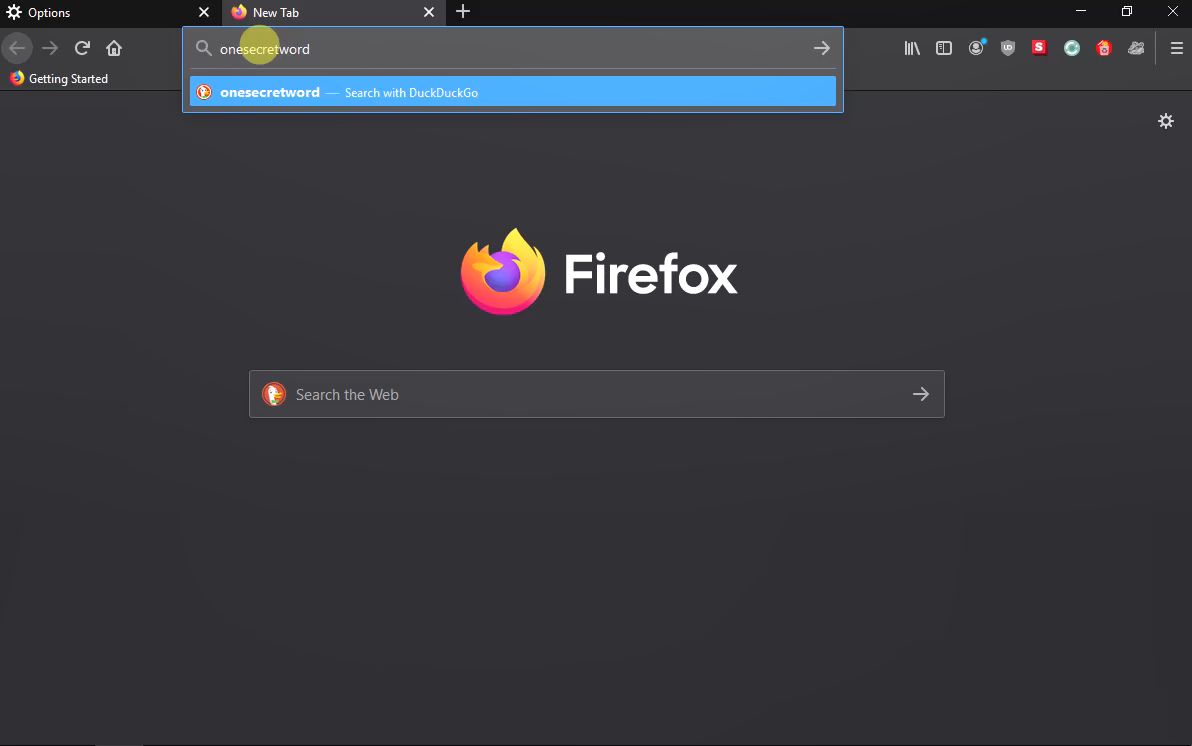 Options
New Tab
onesecretword
Getting Started
onesecretword — Search with DuckDuckGo
Firefox
Search the Web